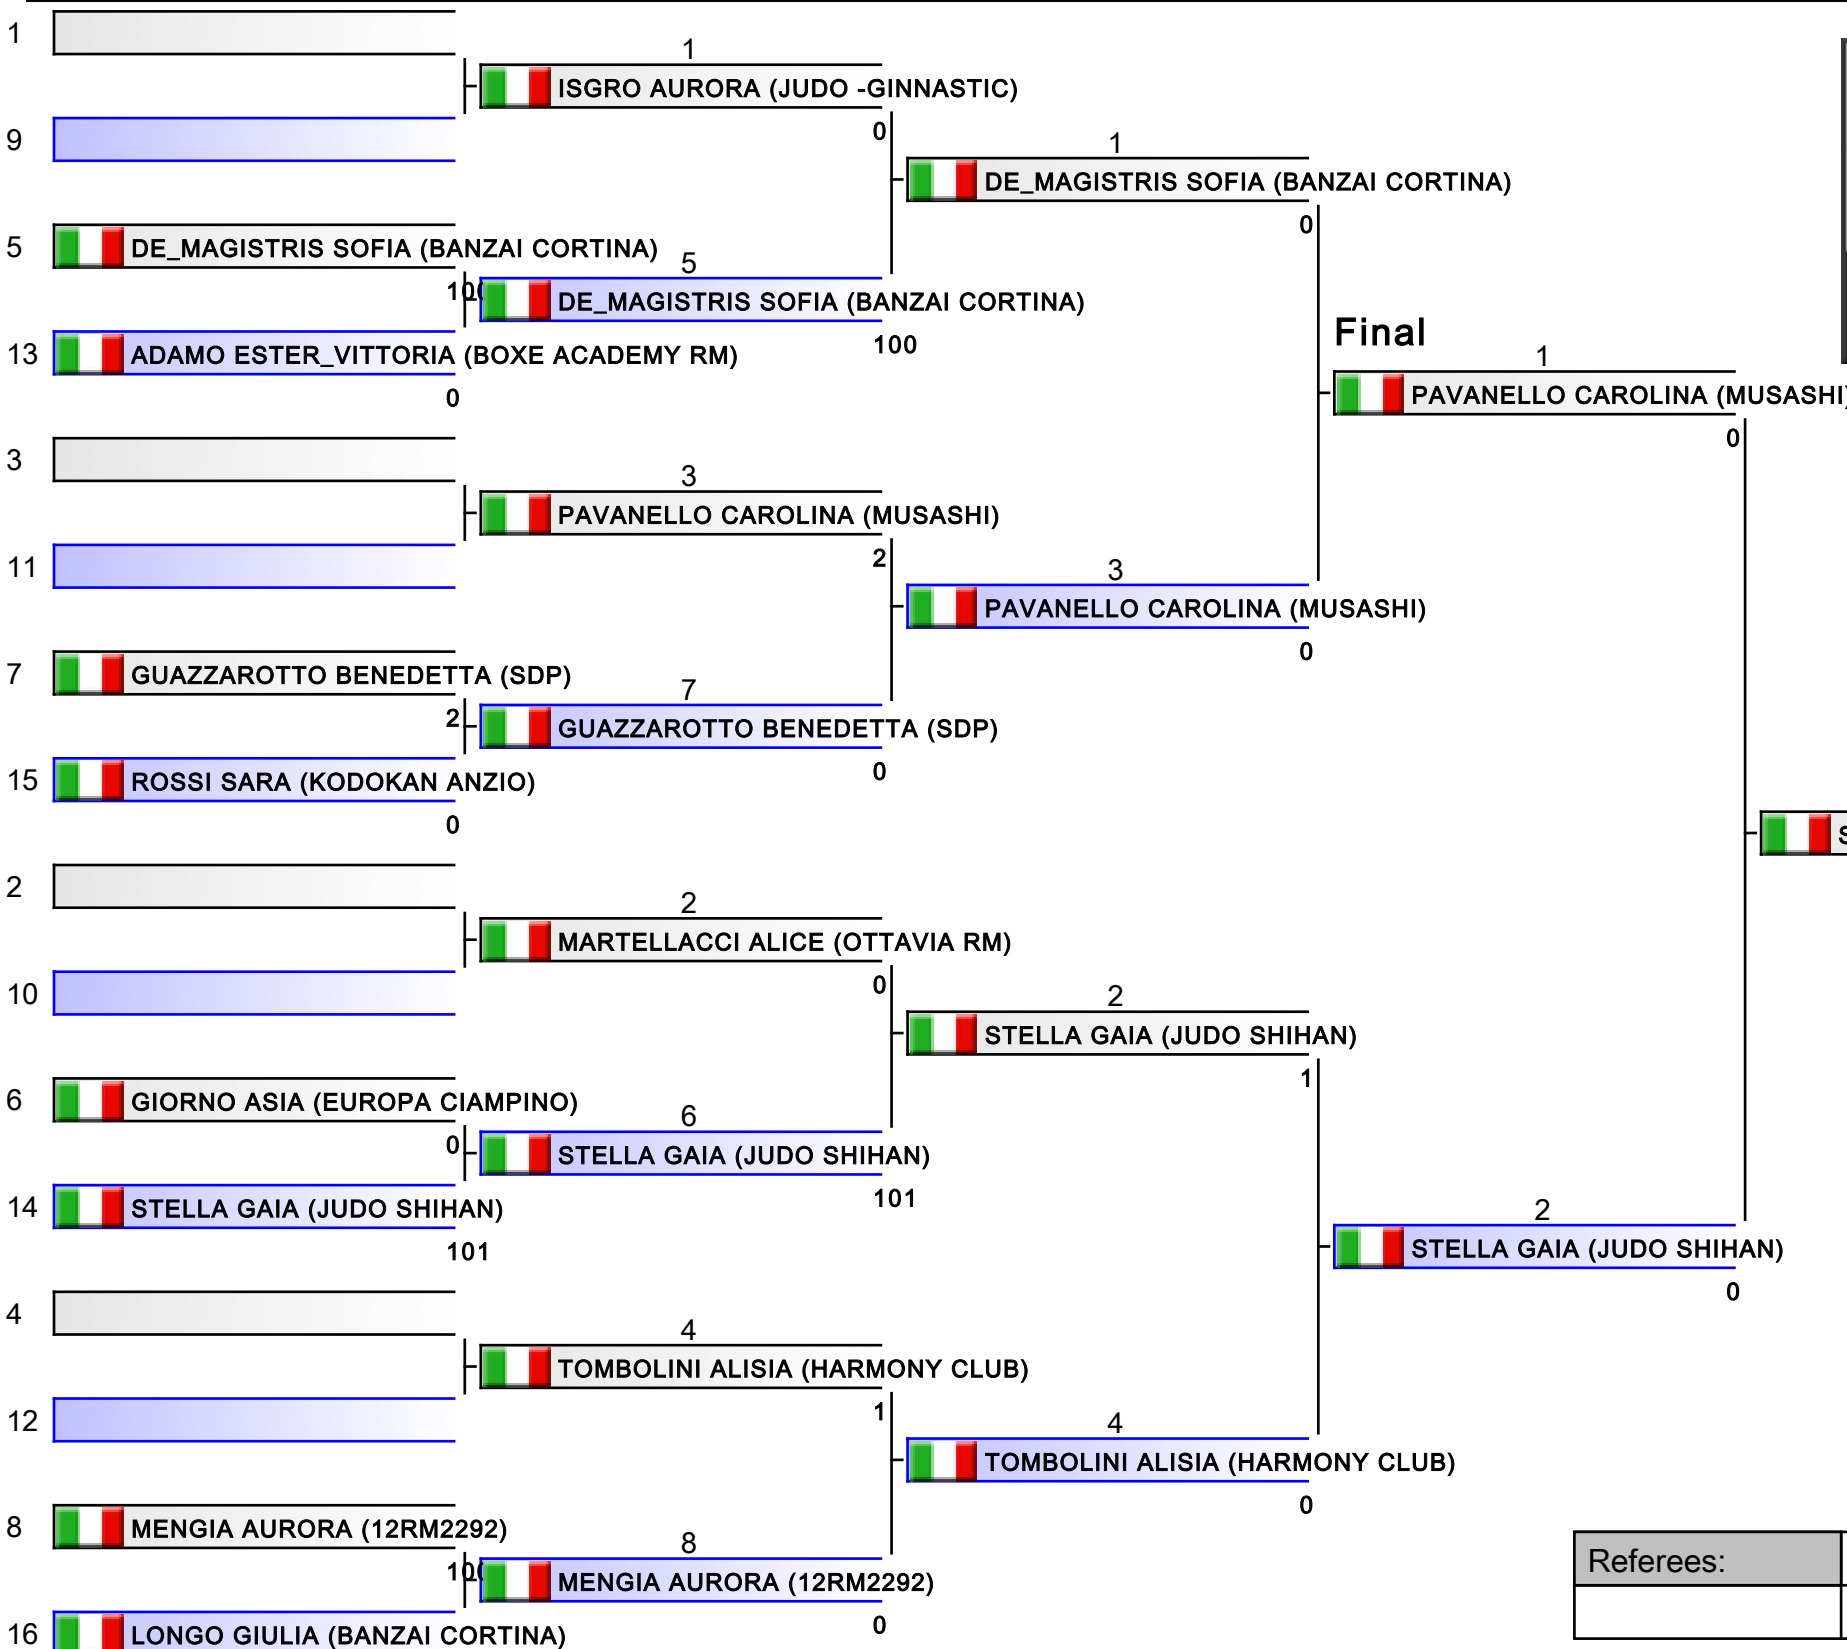 1
1
ISGRO AURORA (JUDO -GINNASTIC)
0
9
1
DE_MAGISTRIS SOFIA (BANZAI CORTINA)
0
5
DE_MAGISTRIS SOFIA (BANZAI CORTINA)
5
DE_MAGISTRIS SOFIA (BANZAI CORTINA)
100
13
ADAMO ESTER_VITTORIA (BOXE ACADEMY RM)
0
Final
1
PAVANELLO CAROLINA (MUSASHI)
0
3
3
PAVANELLO CAROLINA (MUSASHI)
2
11
3
PAVANELLO CAROLINA (MUSASHI)
0
7
GUAZZAROTTO BENEDETTA (SDP)
2
7
GUAZZAROTTO BENEDETTA (SDP)
0
15
ROSSI SARA (KODOKAN ANZIO)
0
2
2
MARTELLACCI ALICE (OTTAVIA RM)
0
10
2
STELLA GAIA (JUDO SHIHAN)
1
6
GIORNO ASIA (EUROPA CIAMPINO)
0
6
STELLA GAIA (JUDO SHIHAN)
101
14
STELLA GAIA (JUDO SHIHAN)
101
2
STELLA GAIA (JUDO SHIHAN)
0
4
4
TOMBOLINI ALISIA (HARMONY CLUB)
1
12
4
TOMBOLINI ALISIA (HARMONY CLUB)
0
8
MENGIA AURORA (12RM2292)
8
MENGIA AURORA (12RM2292)
0
16
LONGO GIULIA (BANZAI CORTINA)
Referees: